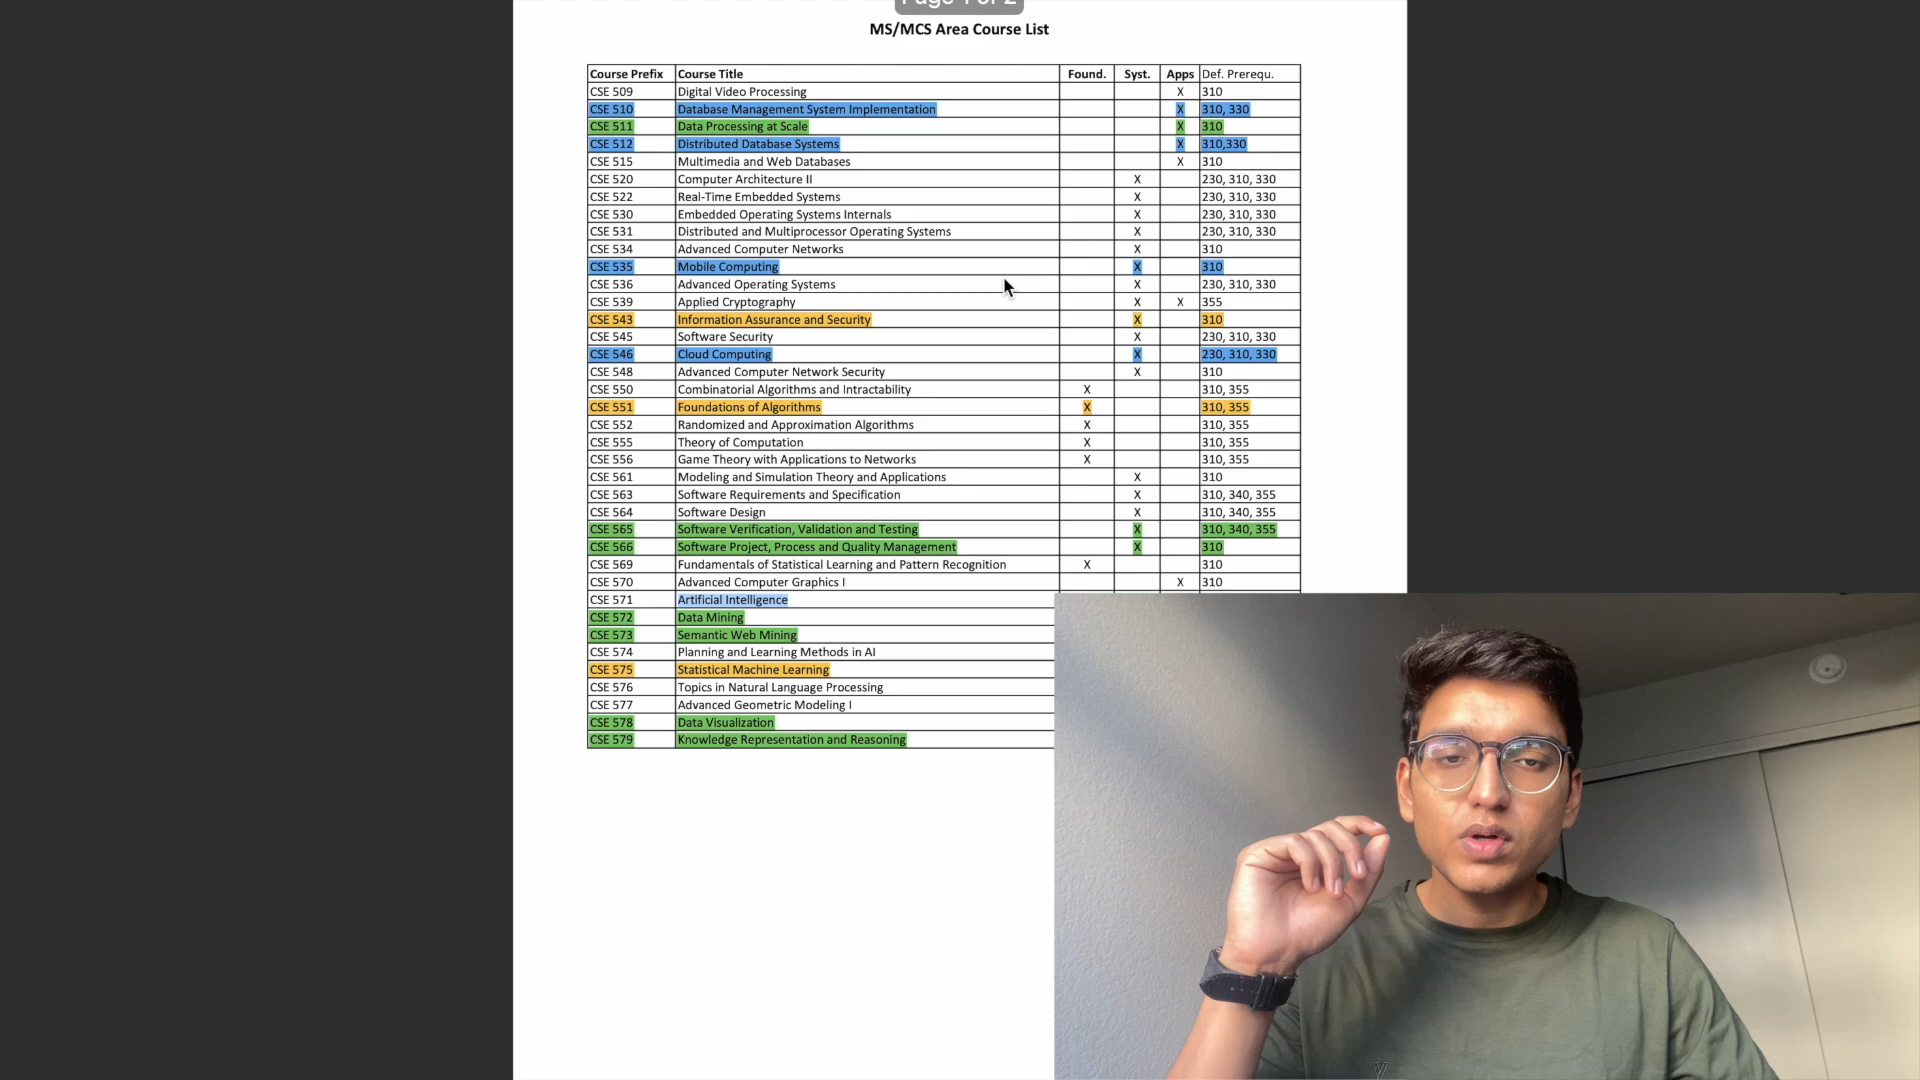 Page 1 of 2
MS/MCS Area Course List
Course Prefix Course Title Found. Syst. Apps Def. Prerequ.
CSE 509 Digital Video Processing X 310
CSE 510 Database Management System Implementation X 310, 330
CSE 511 Data Processing at Scale X 310
CSE 512 Distributed Database Systems X 310,330
CSE 515 Multimedia and Web Databases X 310
CSE 520 Computer Architecture II X 230, 310, 330
CSE 522 Real-Time Embedded Systems X 230, 310, 330
CSE 530 Embedded Operating Systems Internals X 230, 310, 330
CSE 531 Distributed and Multiprocessor Operating Systems X 230, 310, 330
CSE 534 Advanced Computer Networks X 310
CSE 535 Mobile Computing X 310
CSE 536 Advanced Operating Systems X 230, 310, 330
CSE 539 Applied Cryptography X X 355
CSE 543 Information Assurance and Security X 310
CSE 545 Software Security X 230, 310, 330
CSE 546 Cloud Computing X 230, 310, 330
CSE 548 Advanced Computer Network Security X 310
CSE 550 Combinatorial Algorithms and Intractability X 310, 355
CSE 551 Foundations of Algorithms X 310, 355
CSE 552 Randomized and Approximation Algorithms X 310, 355
CSE 555 Theory of Computation X 310, 355
CSE 556 Game Theory with Applications to Networks X 310, 355
CSE 561 Modeling and Simulation Theory and Applications X 310
CSE 563 Software Requirements and Specification X 310, 340, 355
CSE 564 Software Design X 310, 340, 355
CSE 565 Software Verification, Validation and Testing X 310, 340, 355
CSE 566 Software Project, Process and Quality Management X 310
CSE 569 Fundamentals of Statistical Learning and Pattern Recognition X 310
CSE 570 Advanced Computer Graphics I X 310
CSE 571 Artificial Intelligence
CSE 572 Data Mining
CSE 573 Semantic Web Mining
CSE 574 Planning and Learning Methods in AI
CSE 575 Statistical Machine Learning
CSE 576 Topics in Natural Language Processing
CSE 577 Advanced Geometric Modeling I
CSE 578 Data Visualization
CSE 579 Knowledge Representation and Reasoning